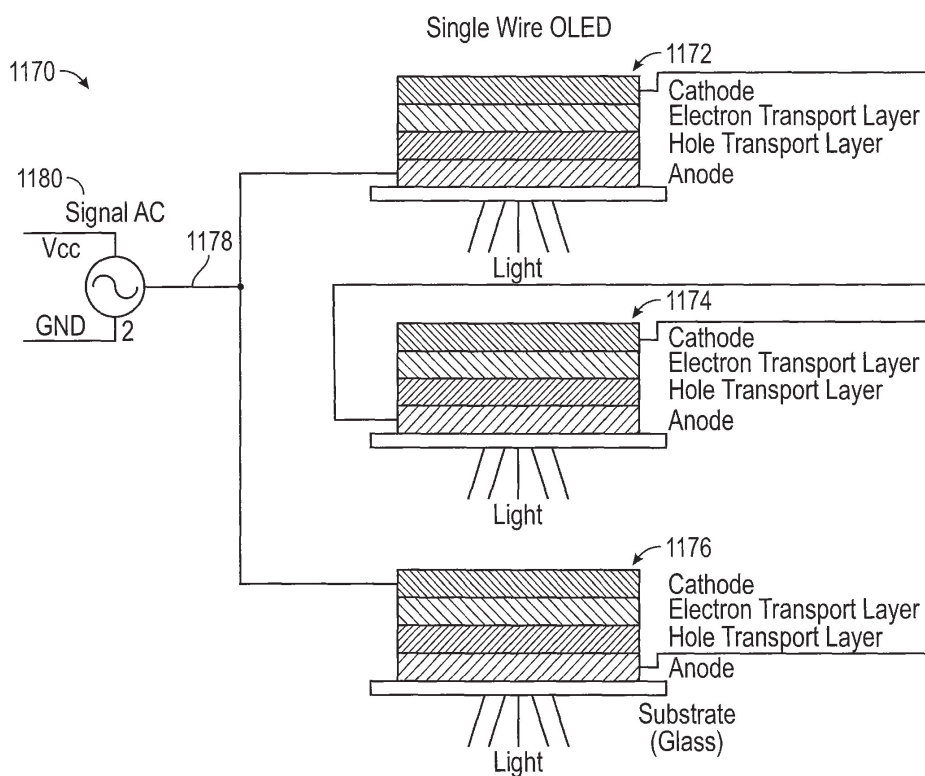 Single Wire OLED
1170
1172
Cathode
Electron Transport Layer
Hole Transport Layer
Anode
1180
Signal AC
Vcc
1178
GND
2
Light
1174
Cathode
Electron Transport Layer
Hole Transport Layer
Anode
Light
1176
Cathode
Electron Transport Layer
Hole Transport Layer
Anode
Substrate
(Glass)
Light